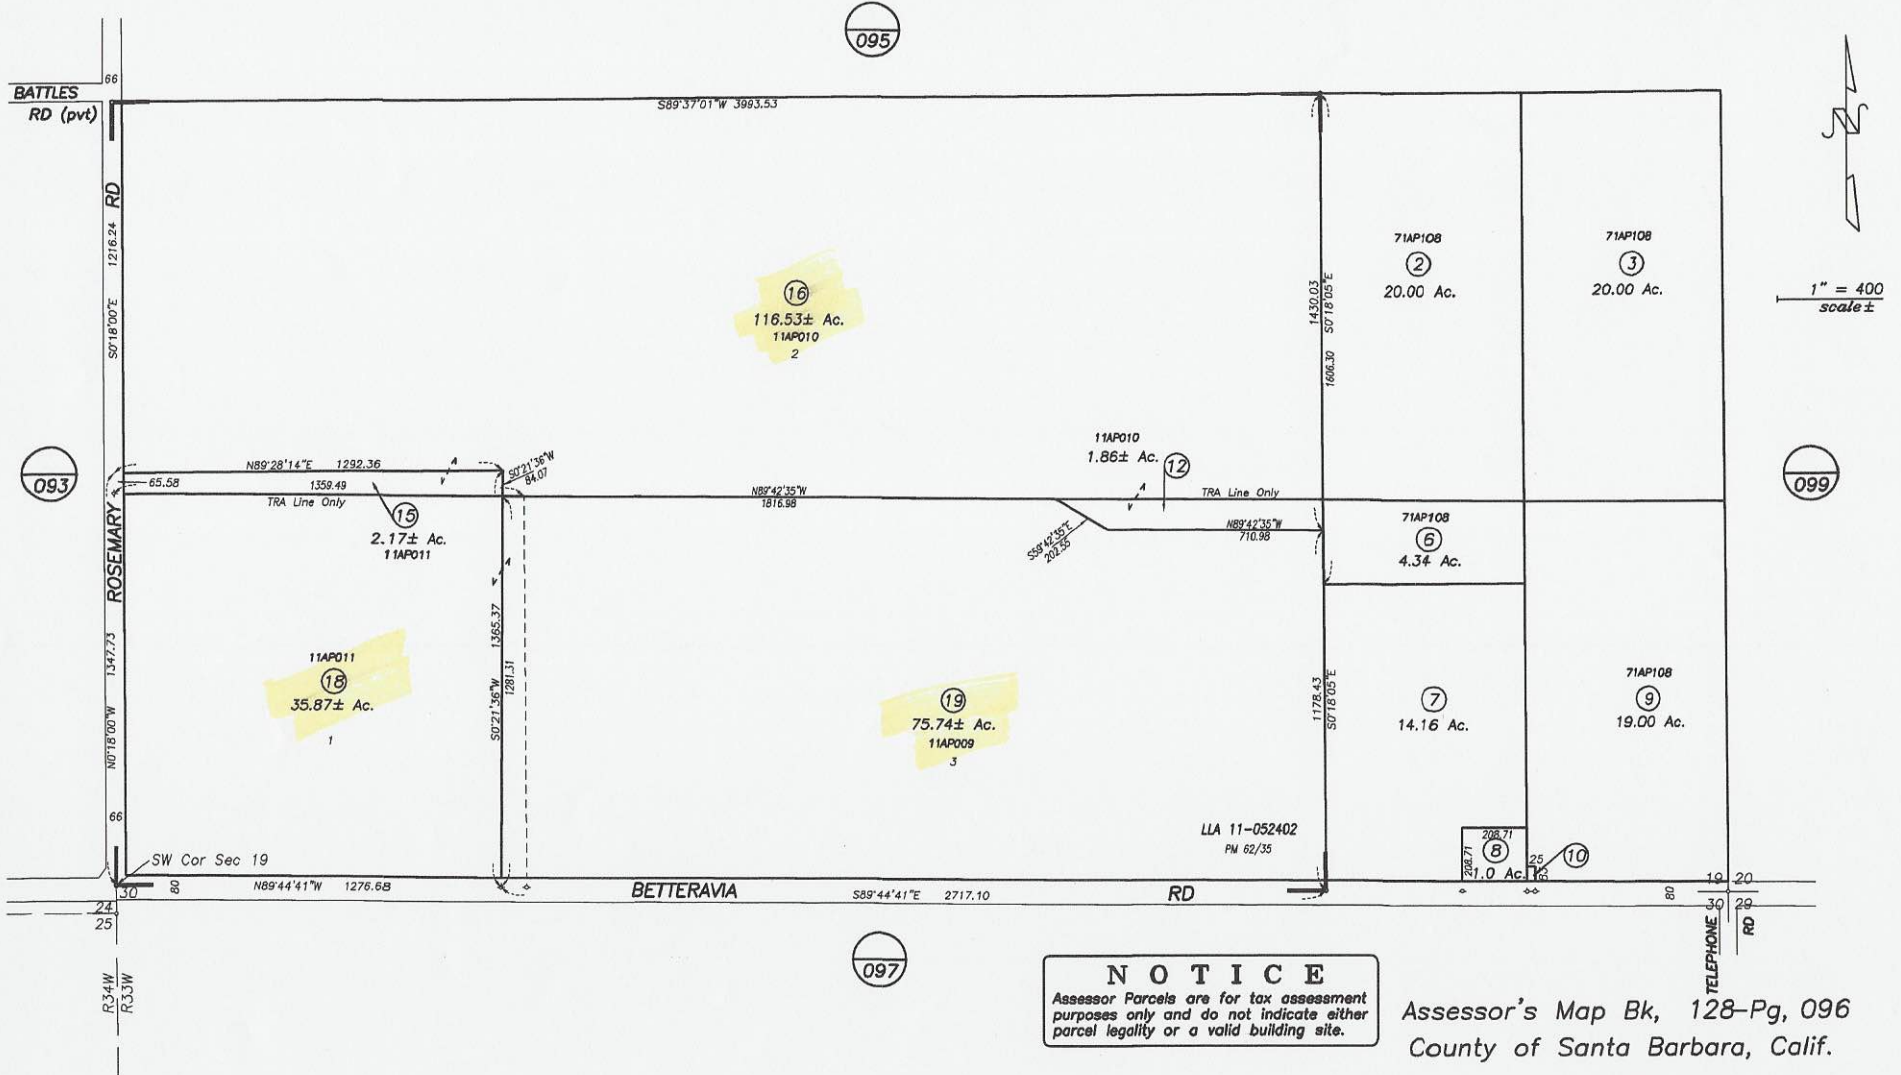 095
66
BATTLES
RD (pvt)
S89°37'01"W 3993.53
RD
1216.24
S0°18'00"E
16
116.53± Ac.
11AP010
2
1430.03
S0°18'05"E
1606.30
71AP108
2
20.00 Ac.
71AP108
3
20.00 Ac.
1" = 400
scale±
093
N89°28'14"E 1292.36
A
S0°21'36"W
84.07
65.58
1359.49
TRA Line Only
15
2.17± Ac.
11AP011
N89°42'35"W
1816.98
11AP010
1.86± Ac.
12
A
TRA Line Only
S59°42'35"E
202.55
N89°42'35"W
710.98
71AP108
6
4.34 Ac.
099
ROSEMARY
1347.73
N0°18'00"W
66
11AP011
18
35.87± Ac.
1
A
1365.37
S0°21'36"W
1281.31
19
75.74± Ac.
11AP009
3
1178.43
S0°18'05"E
7
14.16 Ac.
71AP108
9
19.00 Ac.
LLA 11-052402
PM 62/35
208.71
208.71
8
1.0 Ac.
25
10
SW Cor Sec 19
30
80
N89°44'41"W 1276.68
BETTERAVIA
S89°44'41"E 2717.10
RD
80
19 20
30 29
24
25
R34W
R33W
TELEPHONE
RD
097
NOTICE
Assessor Parcels are for tax assessment
purposes only and do not indicate either
parcel legality or a valid building site.
Assessor's Map Bk, 128-Pg, 096
County of Santa Barbara, Calif.